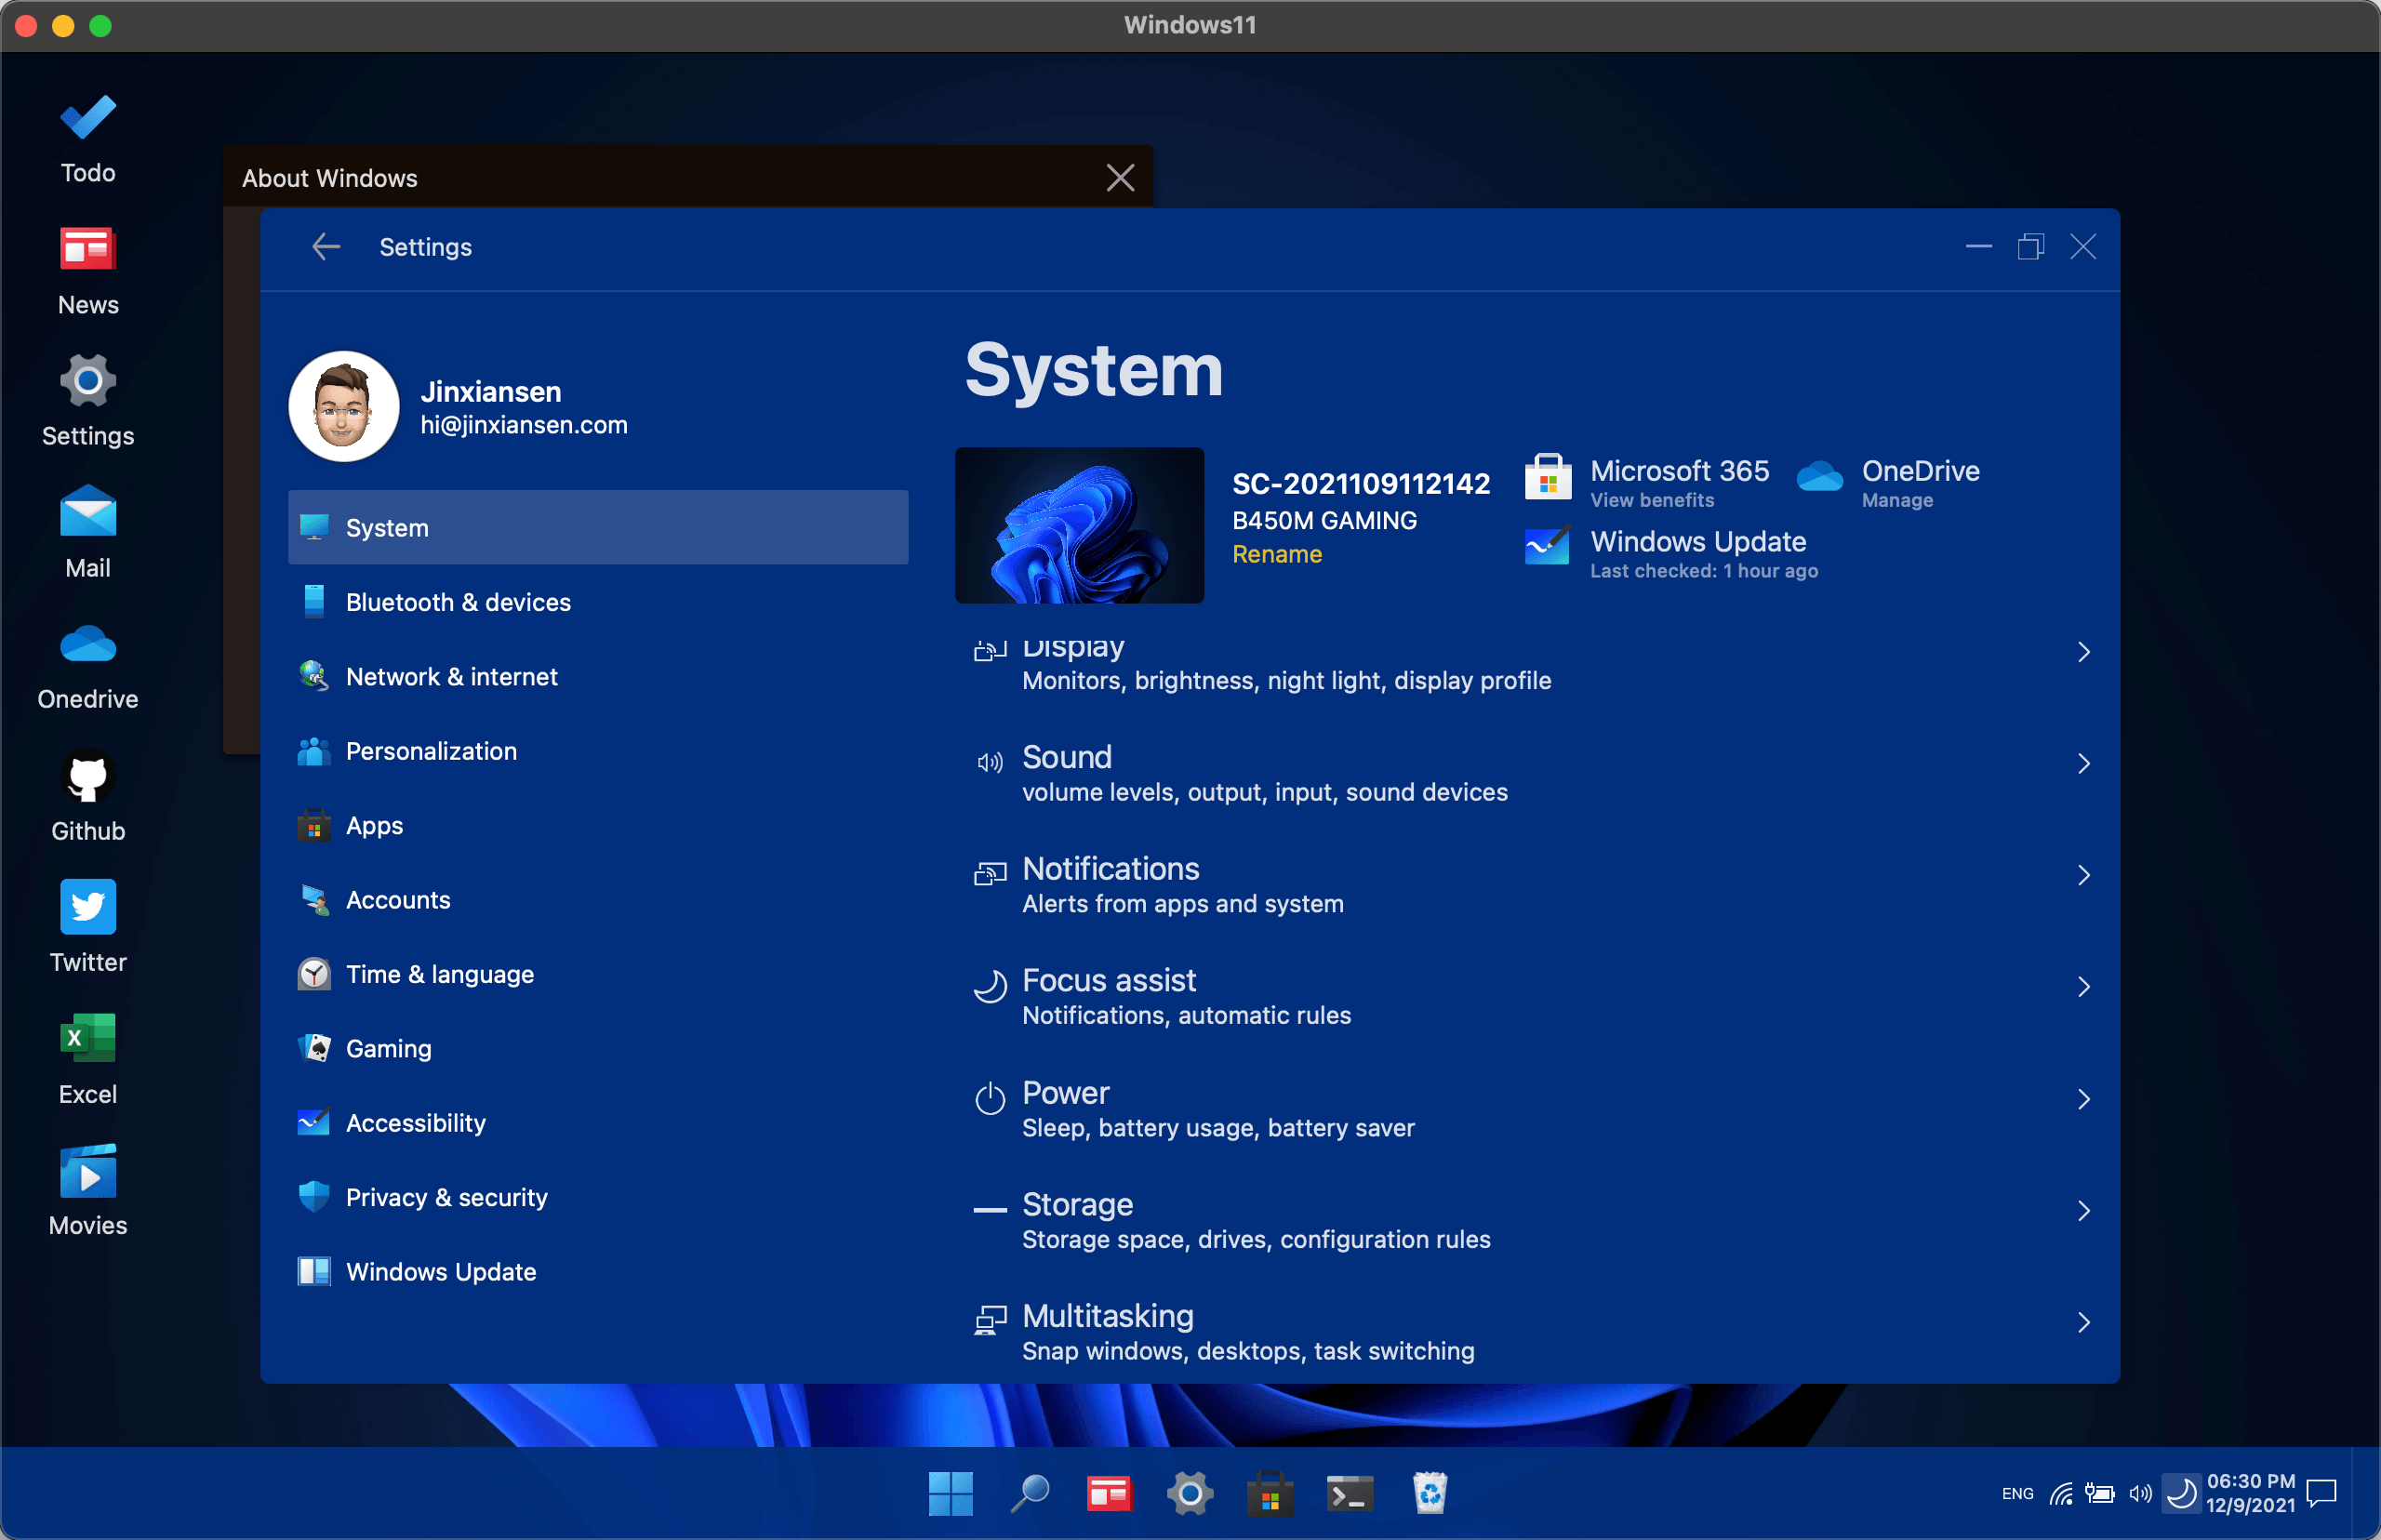 Windows11
Todo
News
Settings
Mail
Onedrive
Github
Twitter
Excel
Movies
About Windows
Settings
Jinxiansen
hi@jinxiansen.com
System
Bluetooth & devices
Network & internet
Personalization
Apps
Accounts
Time & language
Gaming
Accessibility
Privacy & security
Windows Update
System
SC-2021109112142
B450M GAMING
Rename
Microsoft 365
View benefits
OneDrive
Manage
Windows Update
Last checked: 1 hour ago
Display
Monitors, brightness, night light, display profile
Sound
volume levels, output, input, sound devices
Notifications
Alerts from apps and system
Focus assist
Notifications, automatic rules
Power
Sleep, battery usage, battery saver
Storage
Storage space, drives, configuration rules
Multitasking
Snap windows, desktops, task switching
ENG
06:30 PM
12/9/2021